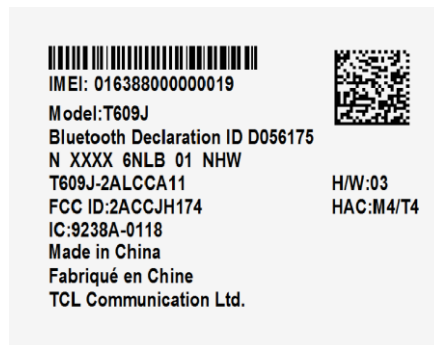 IMEI: 016388000000019
Model:T609J
Bluetooth Declaration ID D056175
N XXXX 6NLB 01 NHW
T609J-2ALCCA11 H/W:03
FCC ID:2ACCJH174 HAC:M4/T4
IC:9238A-0118
Made in China
Fabriqué en Chine
TCL Communication Ltd.